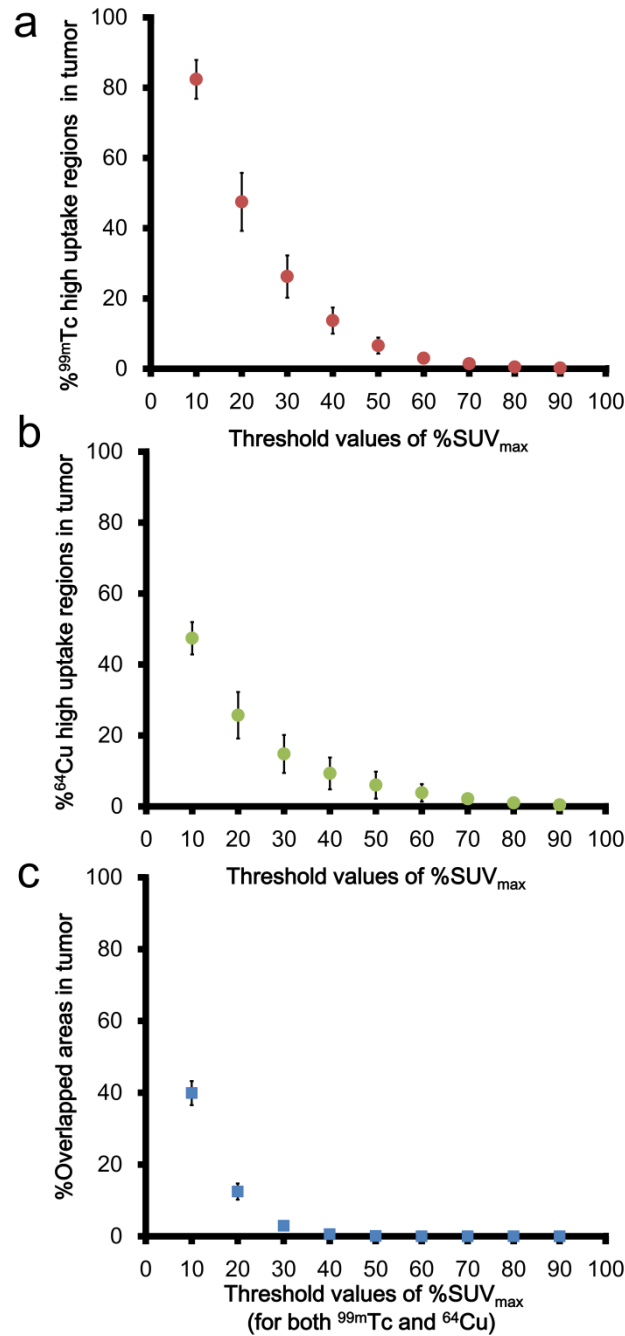 a
%⁹⁹ᵐTc high uptake regions in tumor
100
80
60
40
20
0
0 10 20 30 40 50 60 70 80 90 100
Threshold values of %SUVmax
b
%⁶⁴Cu high uptake regions in tumor
100
80
60
40
20
0
0 10 20 30 40 50 60 70 80 90 100
Threshold values of %SUVmax
c
%Overlapped areas in tumor
100
80
60
40
20
0
0 10 20 30 40 50 60 70 80 90 100
Threshold values of %SUVmax
(for both ⁹⁹ᵐTc and ⁶⁴Cu)